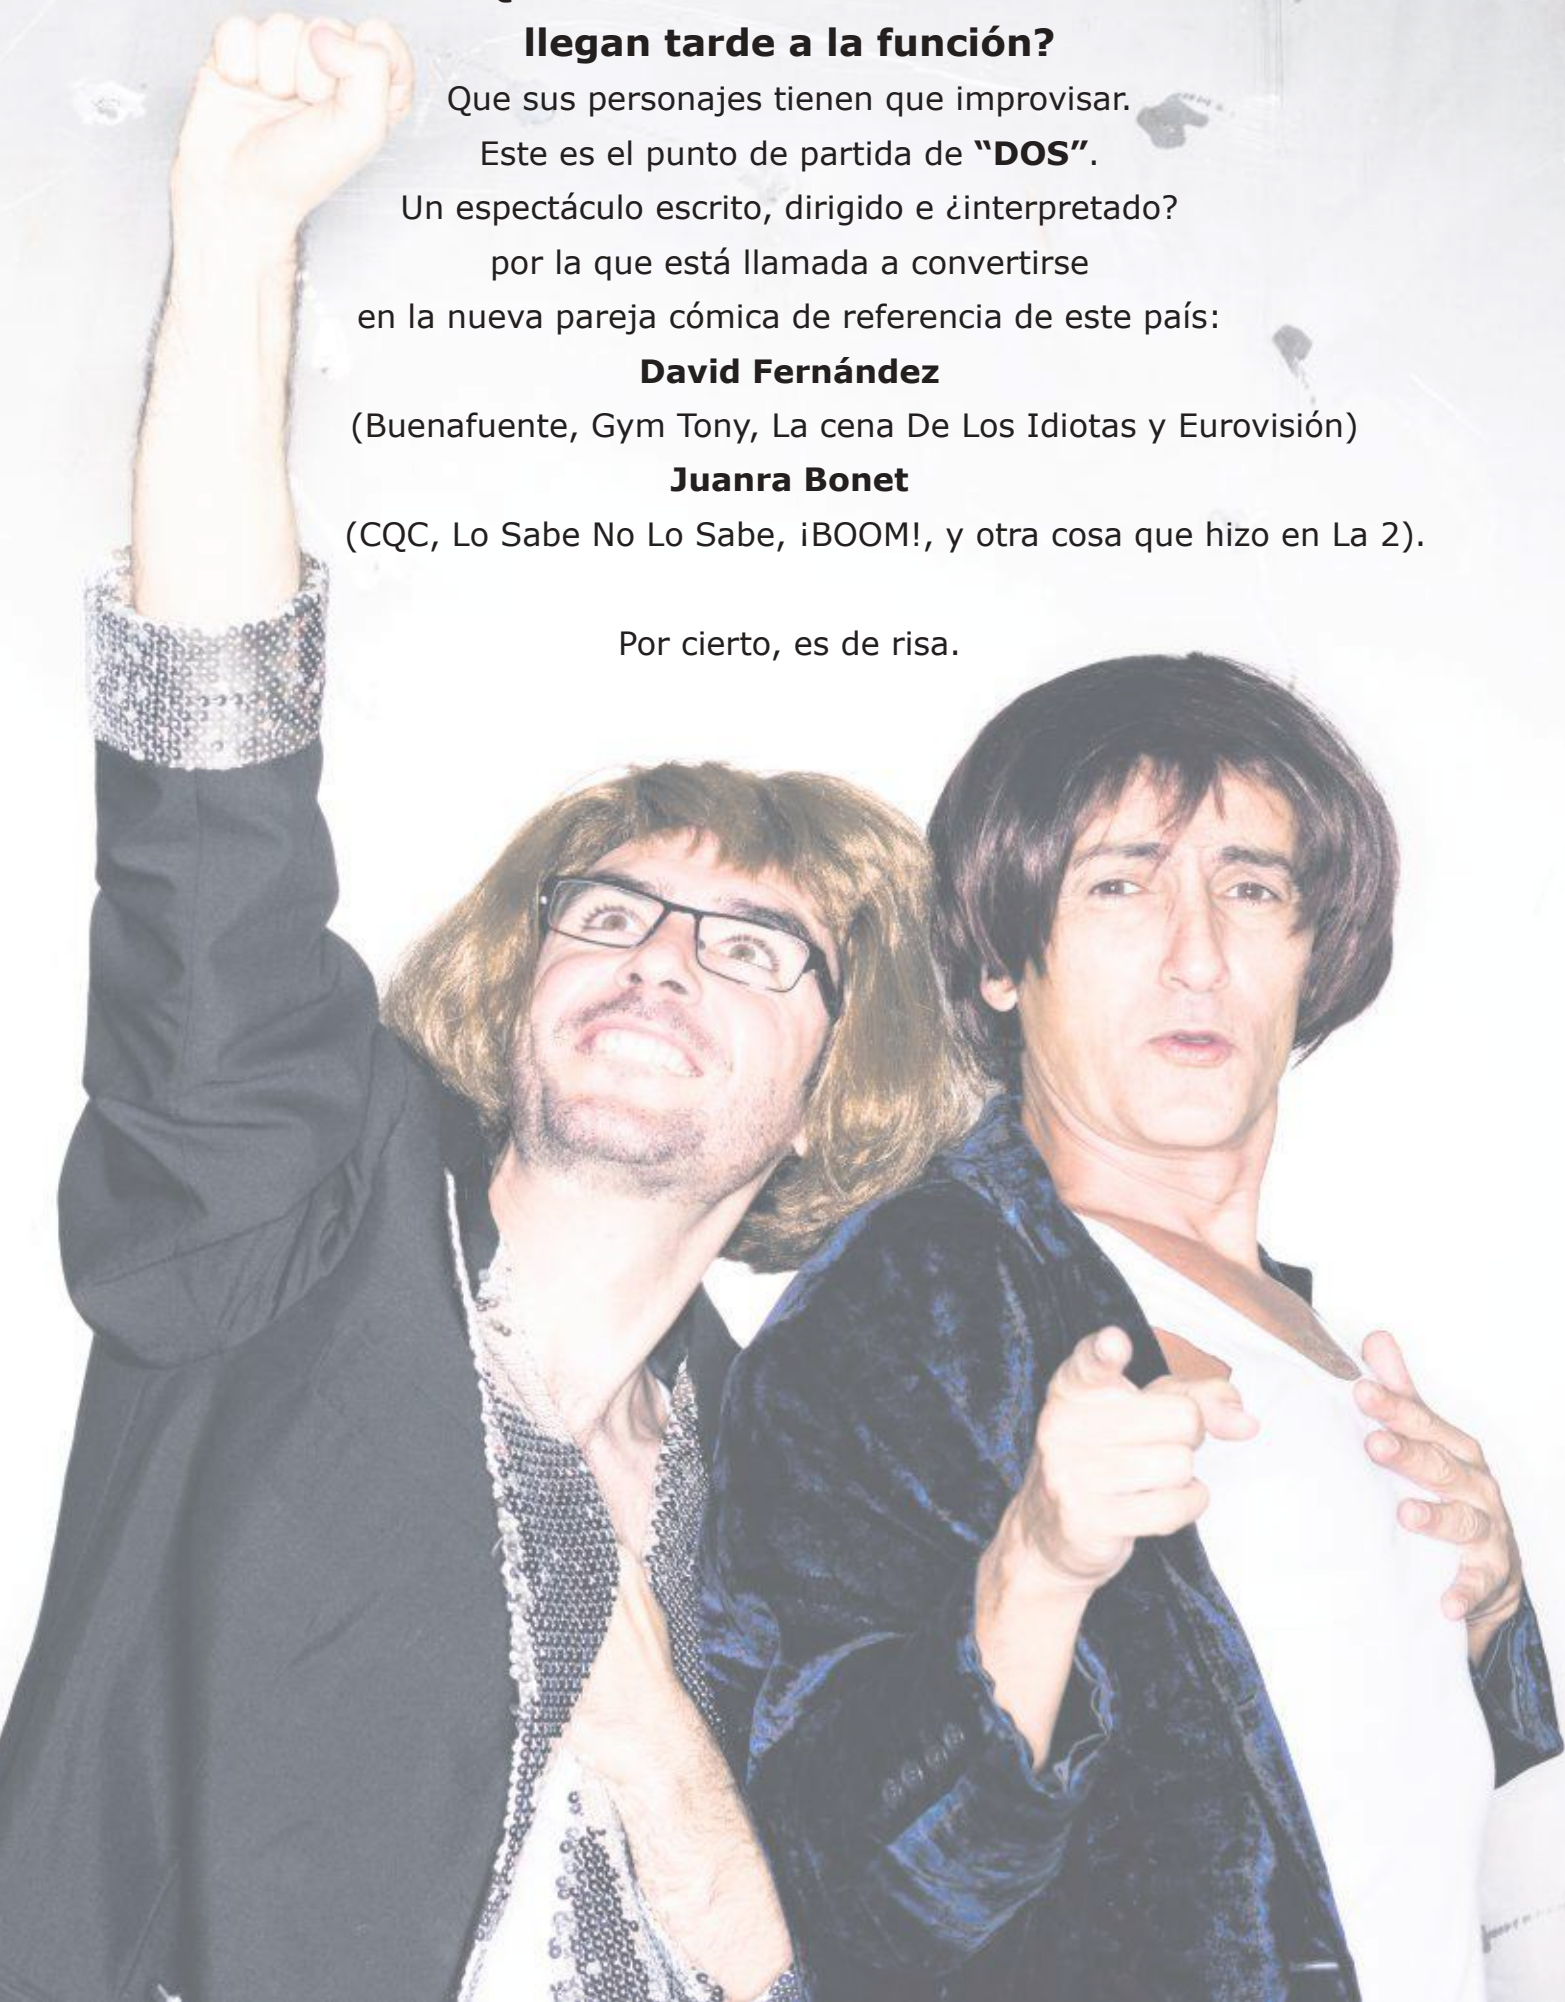 llegan tarde a la función?
Que sus personajes tienen que improvisar.
Este es el punto de partida de “DOS”.
Un espectáculo escrito, dirigido e ¿interpretado?
por la que está llamada a convertirse
en la nueva pareja cómica de referencia de este país:
David Fernández
(Buenafuente, Gym Tony, La cena De Los Idiotas y Eurovisión)
Juanra Bonet
(CQC, Lo Sabe No Lo Sabe, ¡BOOM!, y otra cosa que hizo en La 2).
Por cierto, es de risa.